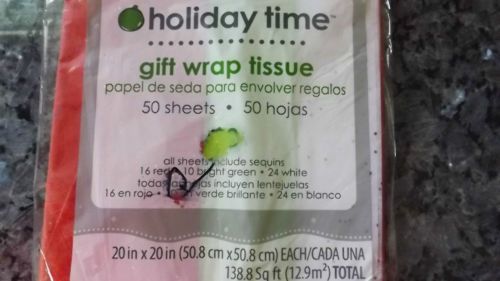 holiday time™
gift wrap tissue
papel de seda para envolver regalos
50 sheets • 50 hojas
all sheets include sequins
16 red 10 bright green • 24 white
todas hojas incluyen lentejuelas
16 en rojo • verde brillante • 24 en blanco
20 in x 20 in (50.8 cm x 50.8 cm) EACH/CADA UNA
138.8 Sq ft (12.9m²) TOTAL